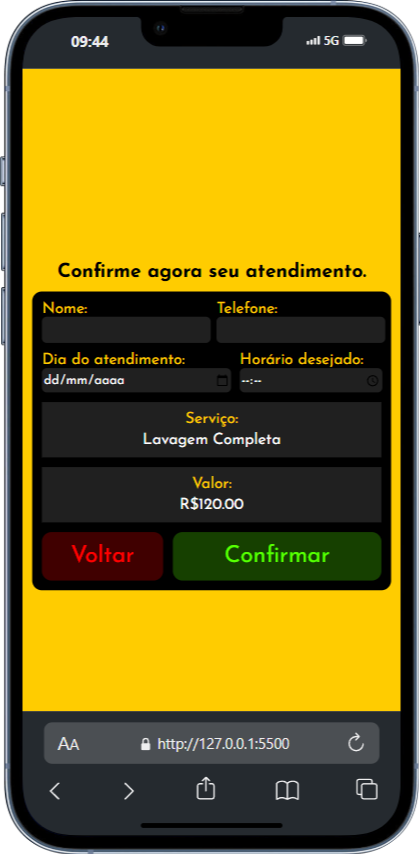 09:44 5G
Confirme agora seu atendimento.
Nome: Telefone:
Dia do atendimento: Horário desejado:
dd/mm/aaaa --:--
Serviço:
Lavagem Completa
Valor:
R$120.00
Voltar Confirmar
AA http://127.0.0.1:5500